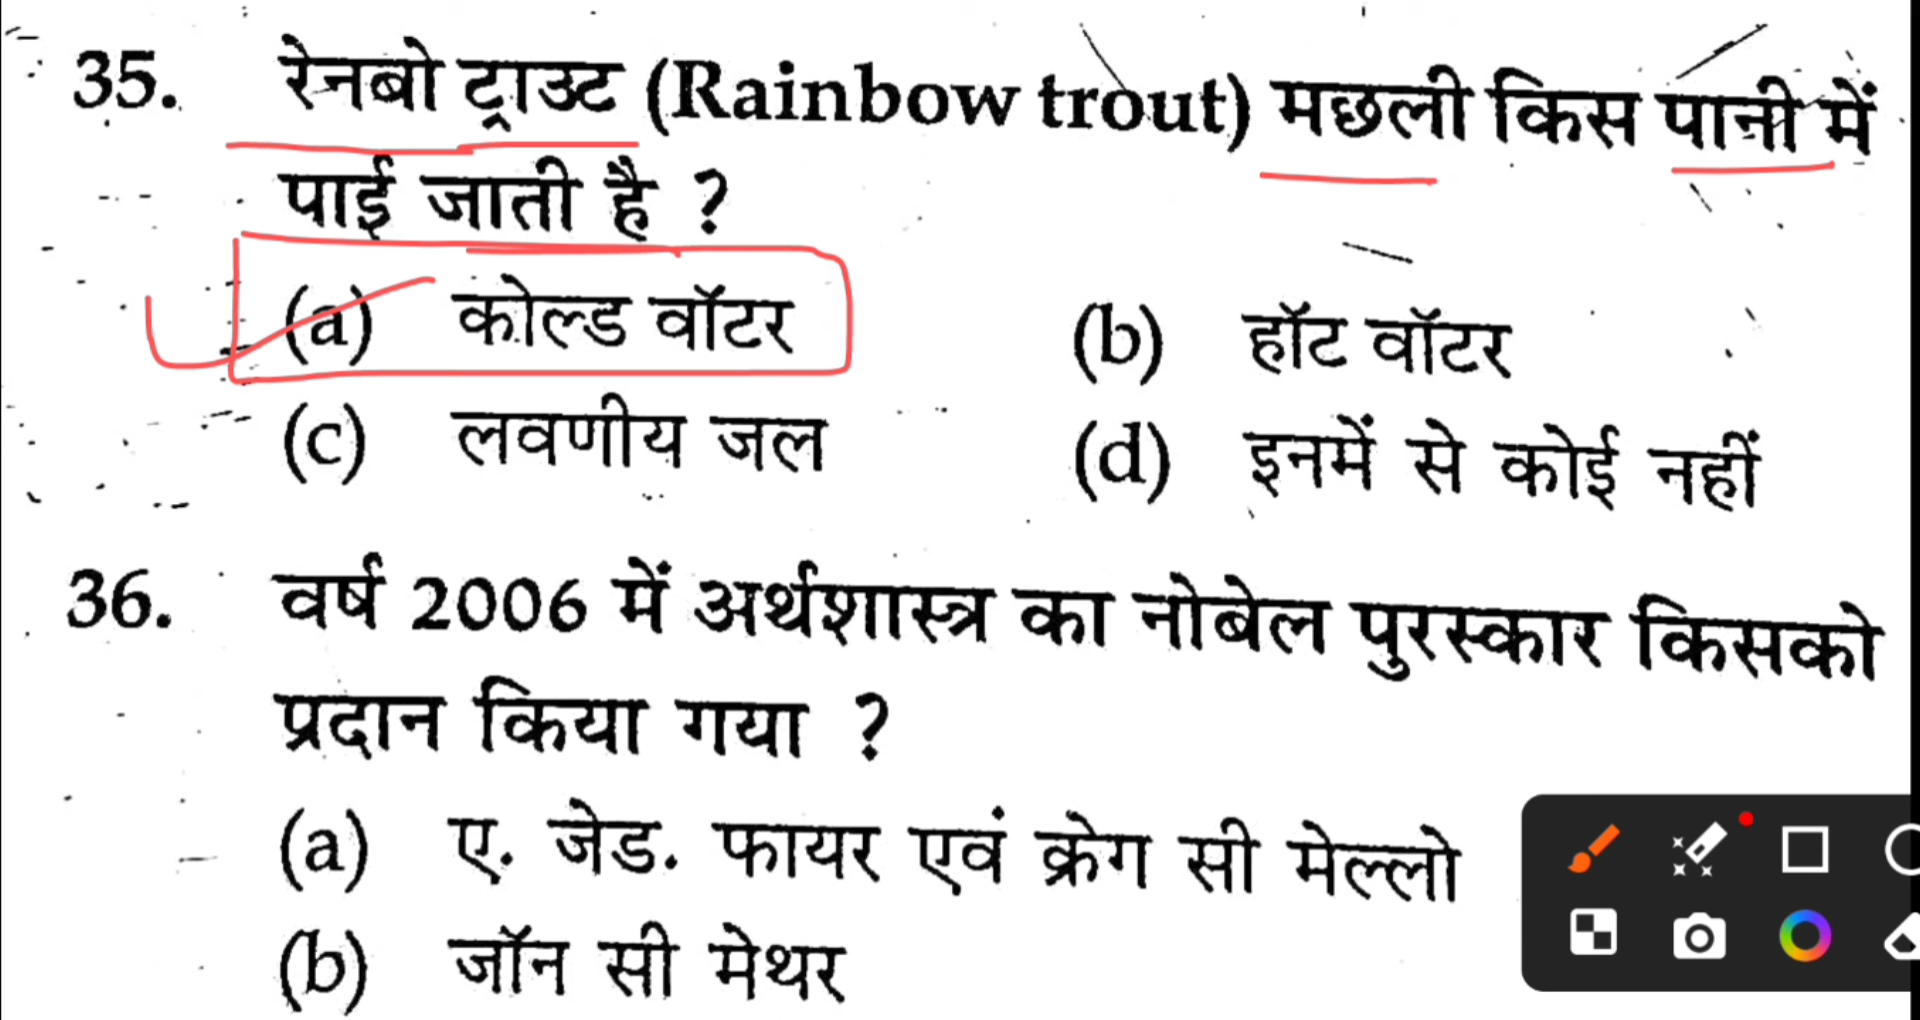 35. रेनबो ट्राउट (Rainbow trout) मछली किस पानी में
पाई जाती है ?
(a) कोल्ड वॉटर (b) हॉट वॉटर
(c) लवणीय जल (d) इनमें से कोई नहीं
36. वर्ष 2006 में अर्थशास्त्र का नोबेल पुरस्कार किसको
प्रदान किया गया ?
(a) ए. जेड. फायर एवं क्रेग सी मेल्लो
(b) जॉन सी मेथर